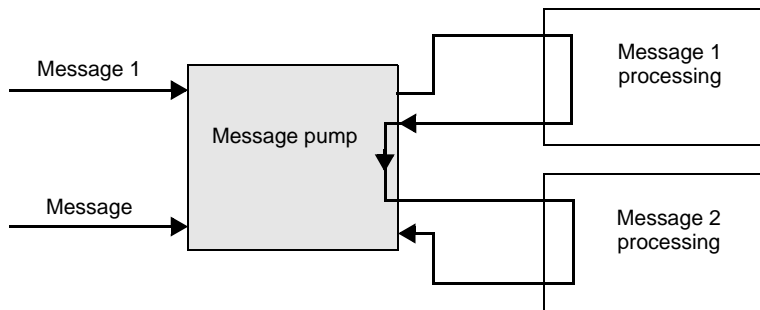 Message 1
Message
Message pump
Message 1
processing
Message 2
processing